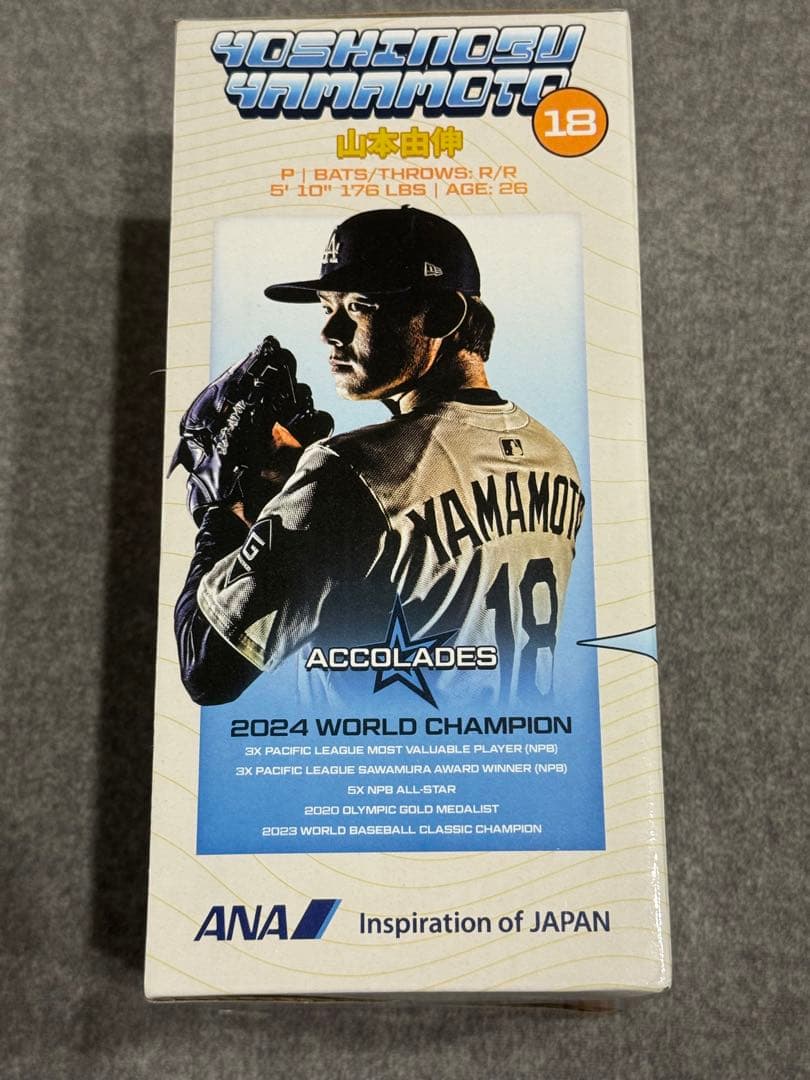 YOSHINOBU
YAMAMOTO
18
山本由伸
P | BATS/THROWS: R/R
5' 10" 176 LBS | AGE: 26
LA
YAMAMOTO
18
GT
ACCOLADES
2024 WORLD CHAMPION
3X PACIFIC LEAGUE MOST VALUABLE PLAYER (NPB)
3X PACIFIC LEAGUE SAWAMURA AWARD WINNER (NPB)
5X NPB ALL-STAR
2020 OLYMPIC GOLD MEDALIST
2023 WORLD BASEBALL CLASSIC CHAMPION
ANA Inspiration of JAPAN